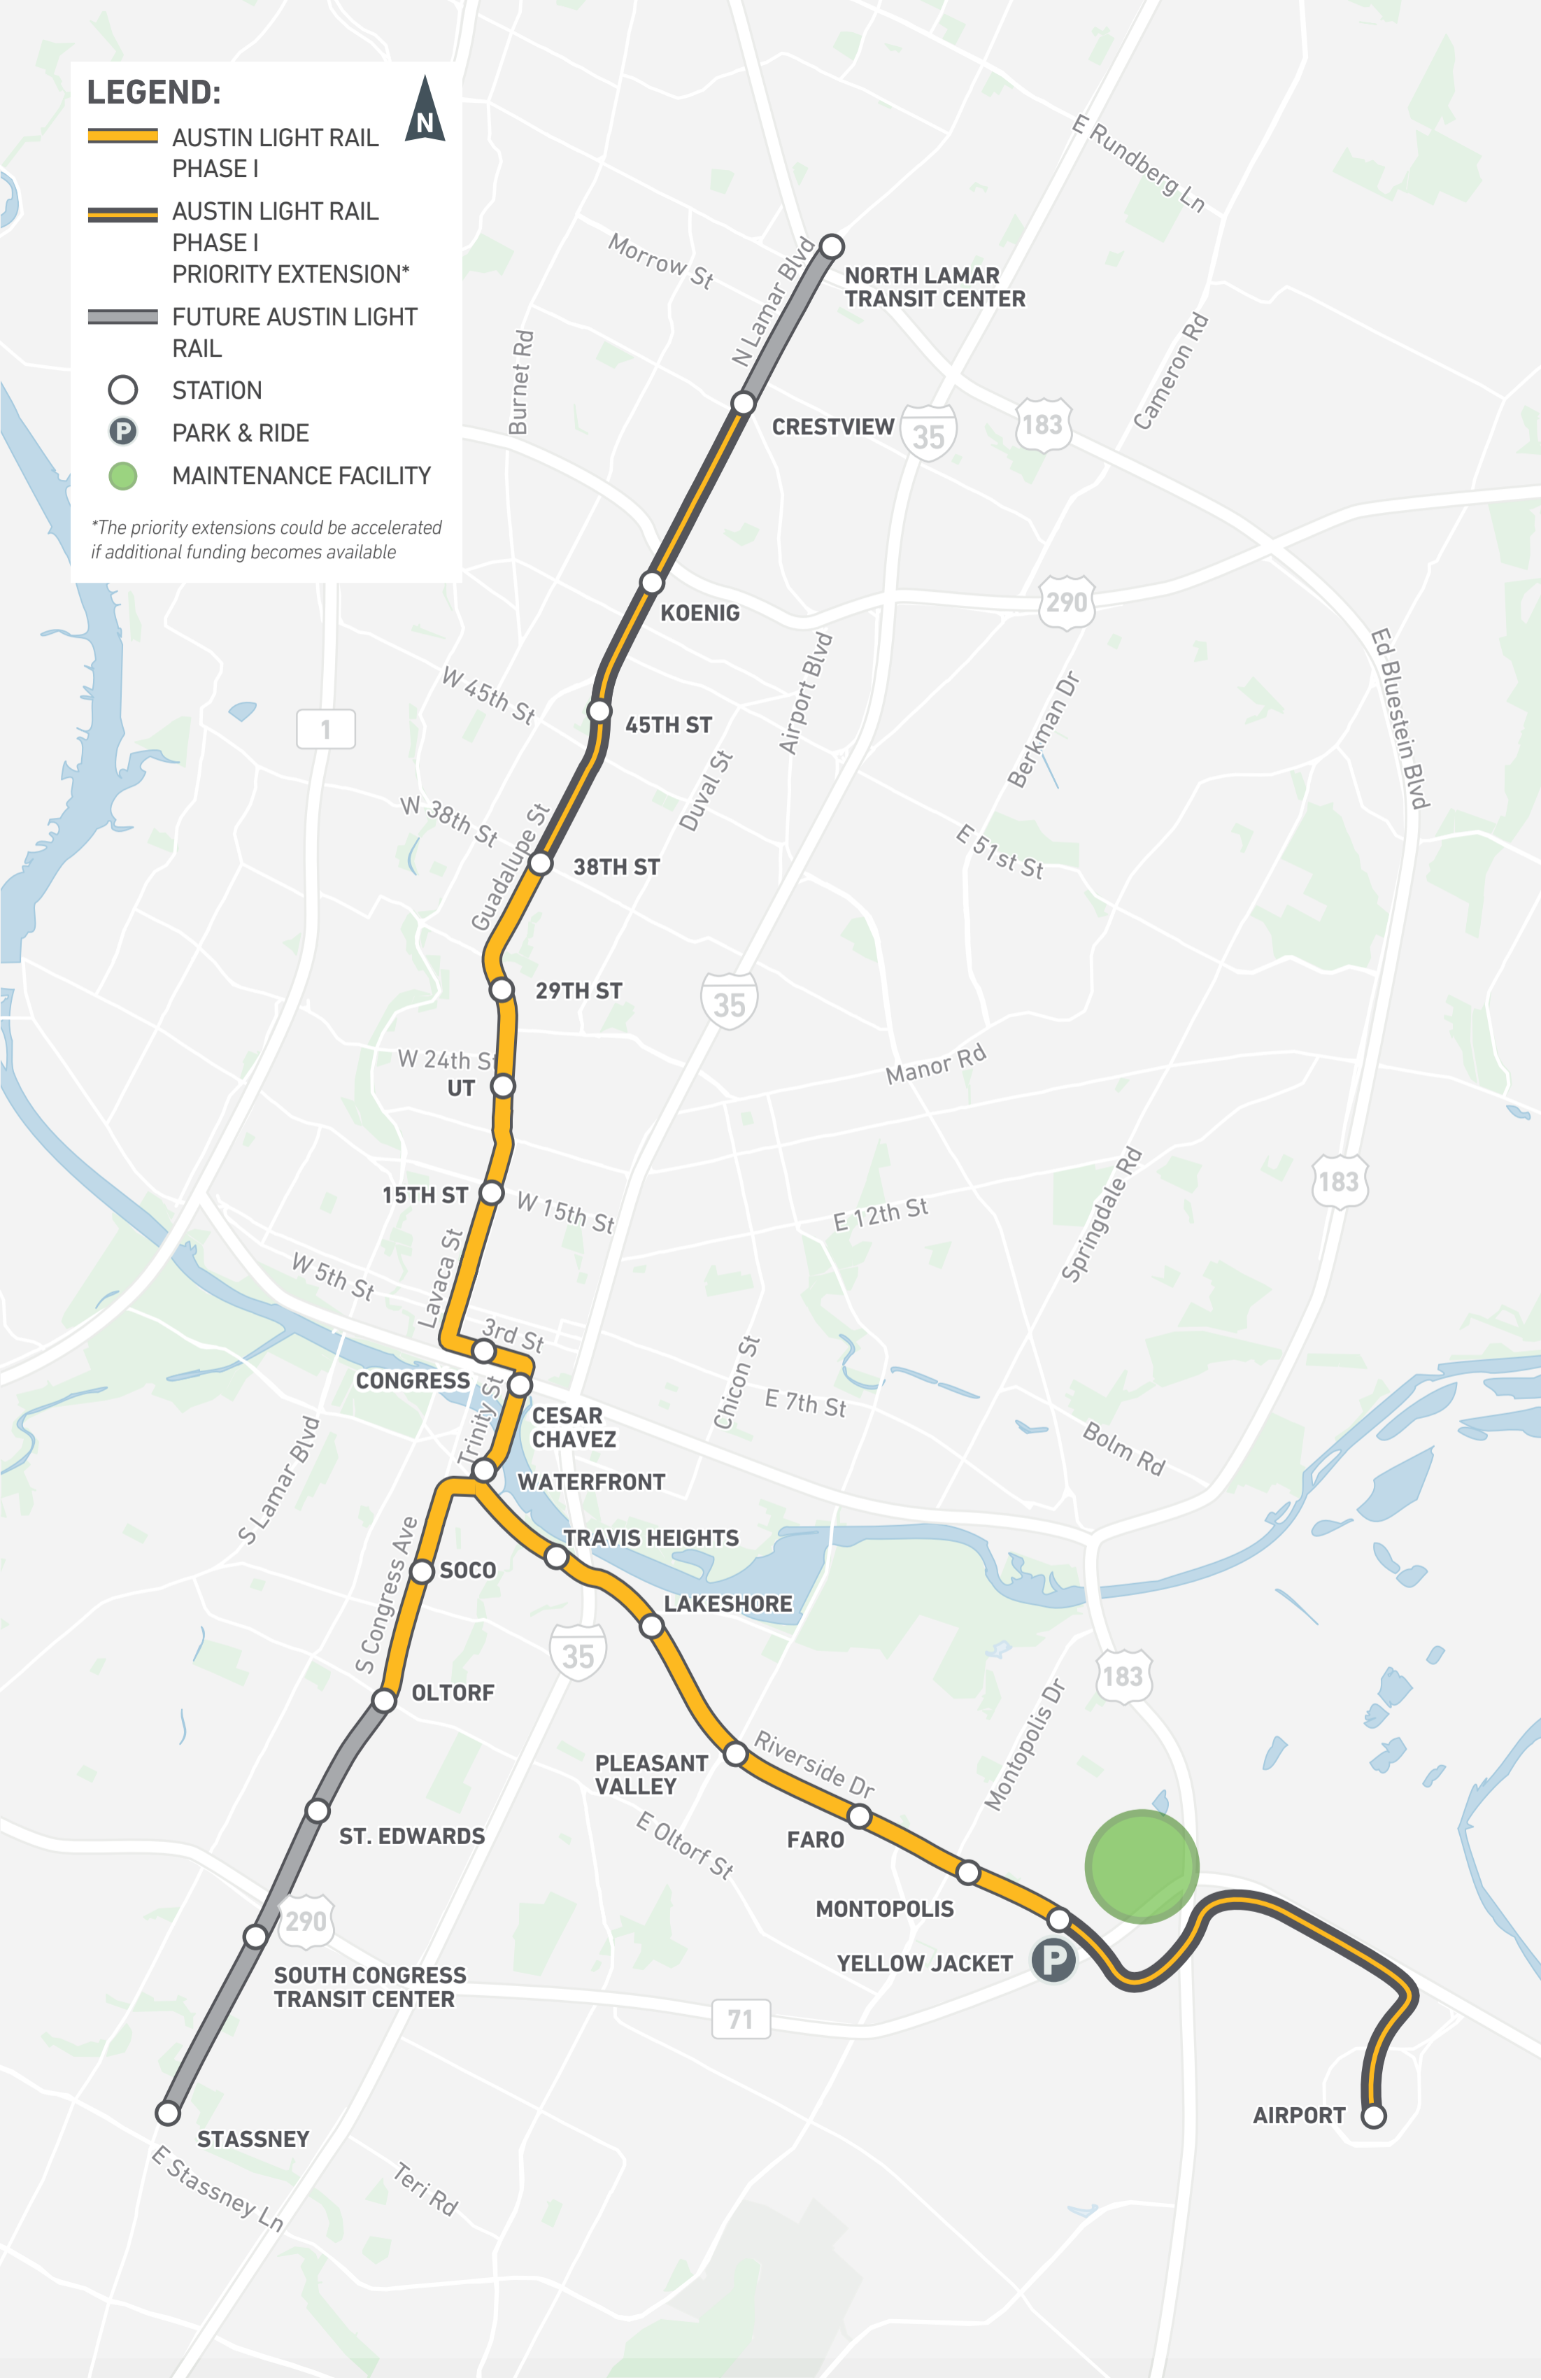 LEGEND:
N
AUSTIN LIGHT RAIL
PHASE I
AUSTIN LIGHT RAIL
PHASE I
PRIORITY EXTENSION*
FUTURE AUSTIN LIGHT
RAIL
STATION
P
PARK & RIDE
MAINTENANCE FACILITY
*The priority extensions could be accelerated
if additional funding becomes available
E Rundberg Ln
Morrow St
N Lamar Blvd
NORTH LAMAR
TRANSIT CENTER
Burnet Rd
Cameron Rd
CRESTVIEW
35
183
290
KOENIG
Ed Bluestein Blvd
W 45th St
Airport Blvd
Berkman Dr
1
45TH ST
Duval St
W 38th St
Guadalupe St
38TH ST
E 51st St
29TH ST
35
W 24th St
Manor Rd
UT
15TH ST
W 15th St
E 12th St
Springdale Rd
183
Lavaca St
W 5th St
3rd St
CONGRESS
Chicon St
E 7th St
CESAR
CHAVEZ
Trinity St
Bolm Rd
S Lamar Blvd
WATERFRONT
TRAVIS HEIGHTS
S Congress Ave
SOCO
LAKESHORE
35
183
OLTORF
Montopolis Dr
PLEASANT
VALLEY
Riverside Dr
ST. EDWARDS
E Oltorf St
FARO
290
MONTOPOLIS
YELLOW JACKET
P
SOUTH CONGRESS
TRANSIT CENTER
71
AIRPORT
STASSNEY
E Stassney Ln
Teri Rd